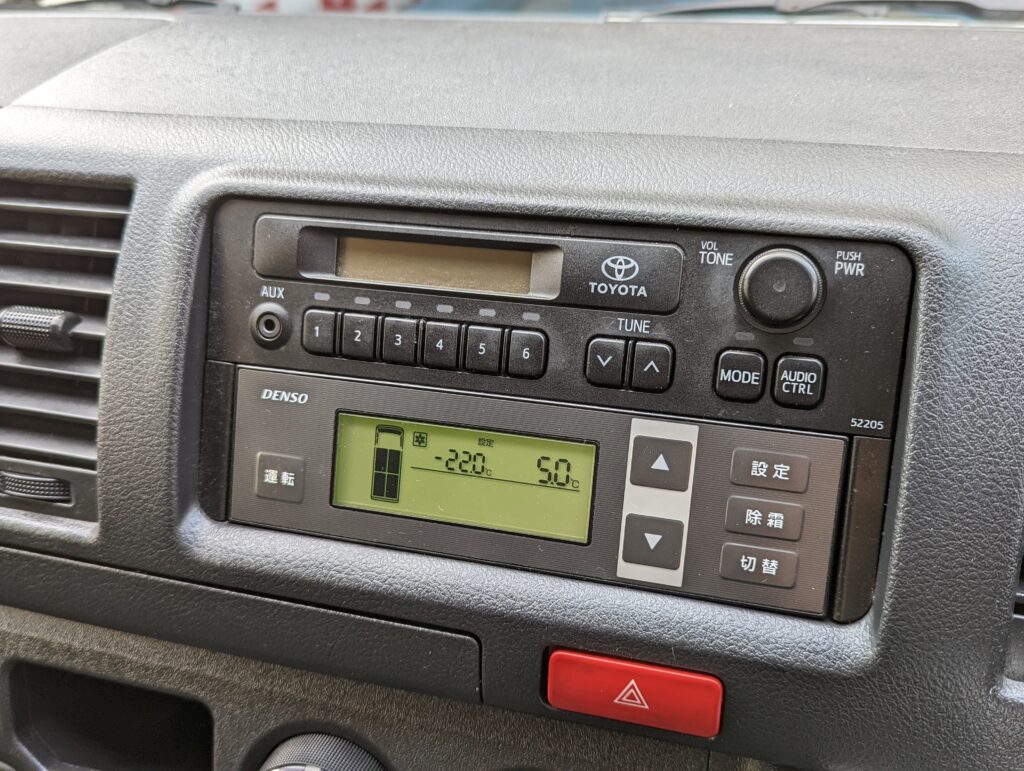 VOL
TONE
PUSH
PWR
TOYOTA
AUX
1 2 3 4 5 6
TUNE
MODE
AUDIO
CTRL
52205
DENSO
運転
設定
-22.0℃ 5.0℃
▲
▼
設定
除霜
切替